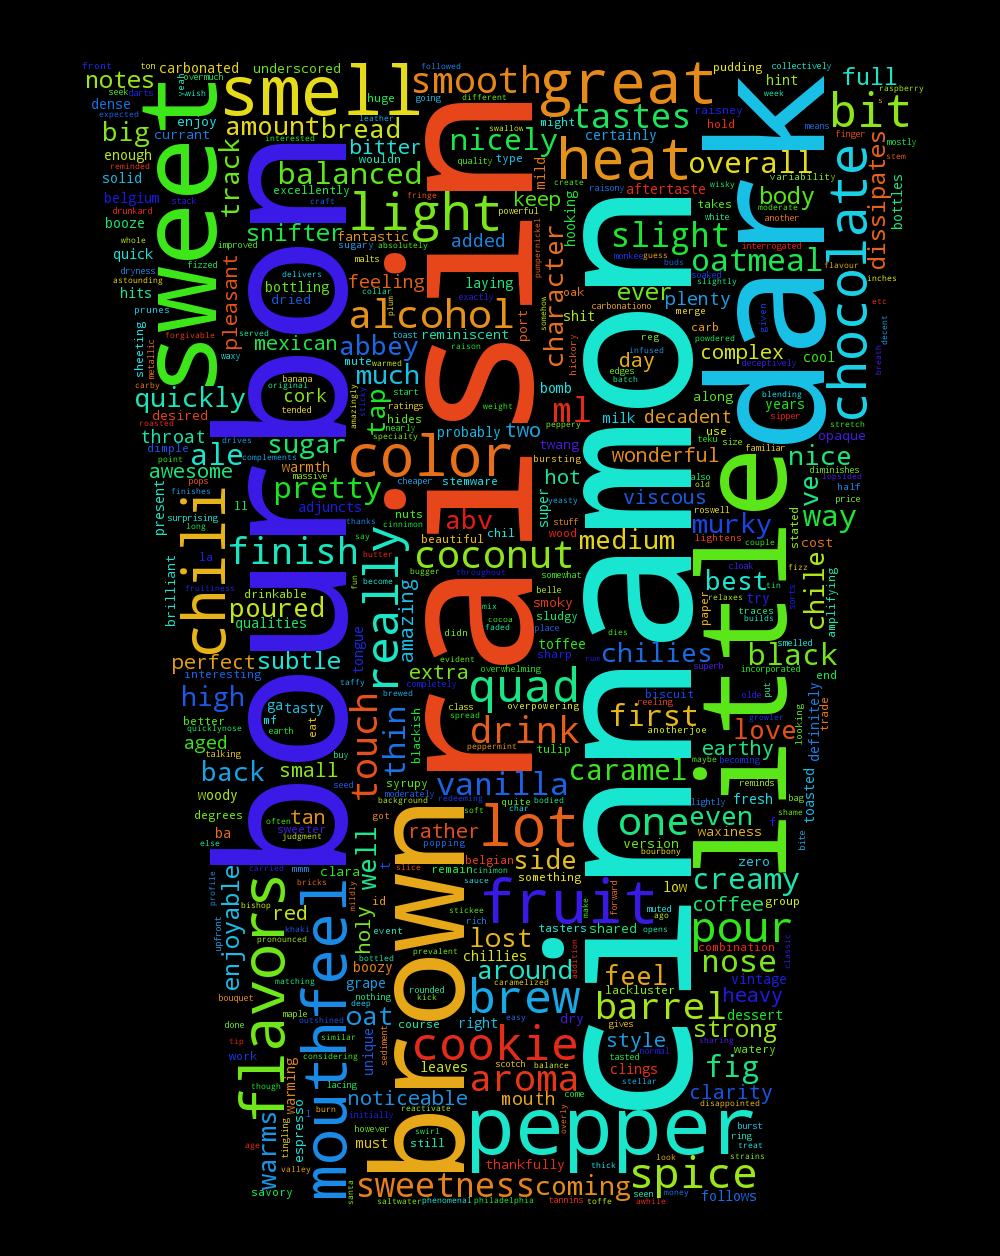 front
ton
carbonated
underscored
followed
smooth
great
collectively
full
raspberry
overmuch
yeah
notes
seek
darts
>wish
smell
huge
going
different
pudding
hint
week
s
dense
expected
enjoy
amount
bread
leather
might
tastes
raisney
hold
means
bit
big
currant
interested
bitter
nicely
swallow
certainly
finger
mostly
enough
reminded
track
wouldn
quality
type
mild
heat
overall
stem
solid
balanced
fringe
create
raisony
aftertaste
variability
belgium
stack
excellently
craft
keep
powerful
wisky
takes
moderate
body
bottles
drunkard
sweet
light
hooking
white
another
dissipates
booze
snifter
fantastic
added
character
slight
interrogated
whole
improved
sugary
absolutely
monkee
guess
buds
oatmeal
quick
fizzed
delivers
malts
feeling
laying
pumpernickel
soaked
flavour
dryness
astounding
pleasant
bottling
collar
oak
ever
slightly
inches
hits
dried
plum
exactly
somehow
carbonationo
plenty
given
etc
prunes
served
alcohol
port
shit
merge
powdered
sheeting
forgivable
mexican
toast
reminiscent
reg
carb
deceptively
decent
metallic
waxy
abbey
raison
hickory
day
infused
complex
cool
breath
carby
banana
mute
warmed
much
bomb
edges
batch
blending
chocolate
quickly
original
cork
start
weight
milk
along
years
sipper
stretch
desired
tended
amazingly
sticky
tap
ratings
hides
peppery
decadent
use
teku
size
familiar
opaque
roasted
throat
drives
nearly
specialty
probably
two
twang
wonderful
nice
dimple
ale
sugar
complements
color
bursting
also
old
diminishes
lopsided
point
awesome
warmth
massive
cheaper
stemware
hot
viscous
half
finishes
pops
pretty
nuts
yeasty
roswell
price
present
surprising
long
ll
adjuncts
cinnimon
thanks
abv
chil
super
stuff
murky
couple
ve
way
chili
say
butter
beautiful
wood
lightens
stated
finish
really
coconut
medium
cloak
cost
la
fun
bugger
throughout
somewhat
best
tin
fizz
brilliant
fruitiness
drinkable
become
belle
smoky
paper
try
relaxes
sorts
chile
amplifying
poured
amazing
mix
cocoa
faded
sludgy
place
traces
builds
qualities
didn
toffee
dies
smelled
perfect
subtle
tongue
evident
sharp
chilies
black
interesting
taffy
extra
overwhelming
rum
superb
incorporated
end
high
ga
tasty
brewed
completely
quad
biscuit
olde
put
mf
earth
eat
class
spread
overpowering
reeling
growler
looking
definitely
trade
better
quicklynose
touch
thin
blackish
drink
first
anotherjoe
love
aged
talking
buy
peppermint
tulip
earthy
maybe
becoming
back
small
seed
syrupy
vanilla
caramel
reminds
woody
moderately
background
redeeming
quite
bodied
lightly
fresh
bag
toasted
degrees
often
tan
got
soft
char
one
even
shame
ba
sweeter
judgment
rather
popping
lot
version
bourbony
waxiness
f
bite
else
carried
mmm
well
t
slice
belgian
side
zero
profile
bricks
clara
remain
cinimon
something
low
creamy
enjoyable
bishop
red
mildly
id
sauce
fruit
forward
coffee
group
upfront
khaki
holy
stickee
rich
make
ago
pour
flavors
pronounced
event
lost
tasters
shared
muted
opens
combination
classic
matching
bottled
prevalent
chillies
addition
nose
bouquet
boozy
caramelized
around
feel
vintage
maple
grape
nothing
rounded
kick
brew
lackluster
heavy
done
outshined
deep
easy
barrel
dessert
tip
similar
oat
course
right
dry
gives
strong
sharing
work
considering
unique
sediment
cookie
style
watery
though
warming
lacing
leaves
scotch
balance
tasted
normal
fig
mouthfeel
noticeable
aroma
come
clings
stellar
clarity
age
burn
l
initially
reactivate
mouth
overly
disappointed
warms
tingling
espresso
however
swirl
pepper
burst
ring
treat
must
still
thankfully
thick
look
strains
savory
valley
santa
sweetness
coming
spice
seen
money
follows
saltwater
phenomenal
philadelphia
tannins
toffe
awhile
bourbon
raisin
cinnamon
dark
little
brown